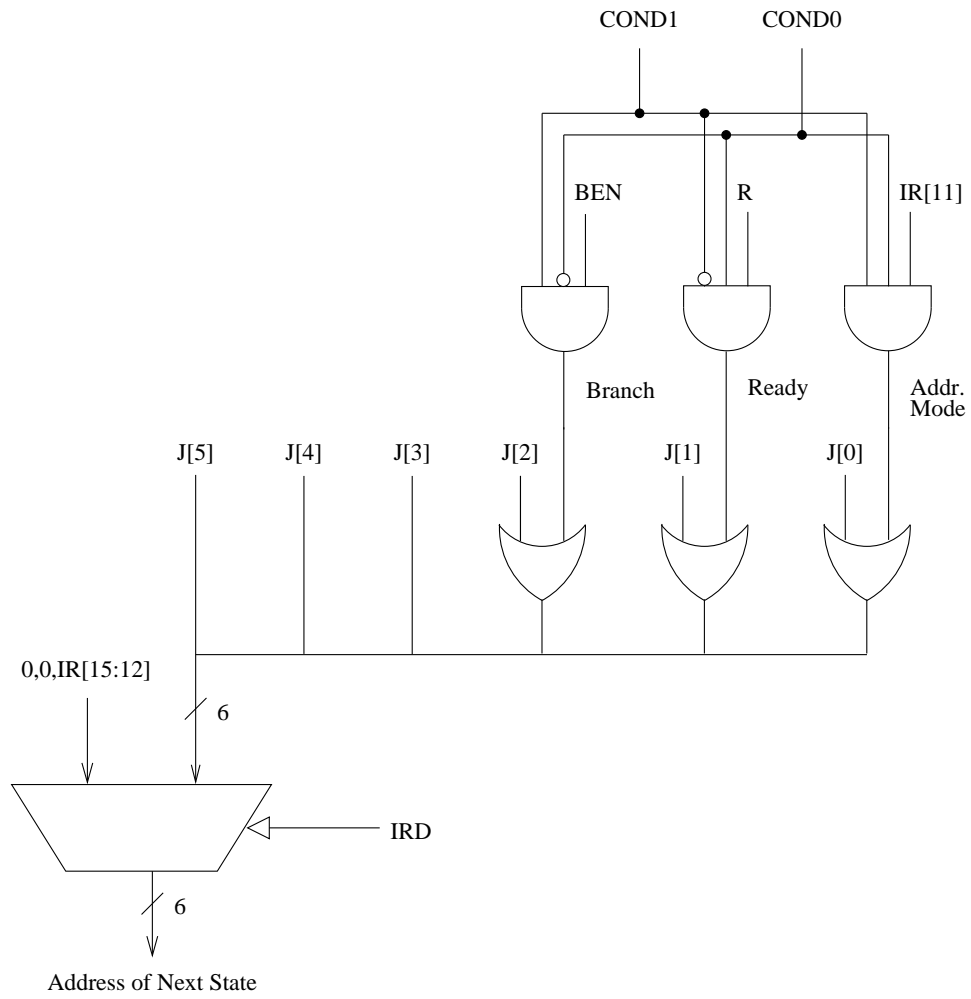 COND1 COND0
BEN R IR[11]
Branch Ready Addr.
Mode
J[5] J[4] J[3] J[2] J[1] J[0]
0,0,IR[15:12]
6
IRD
6
Address of Next State